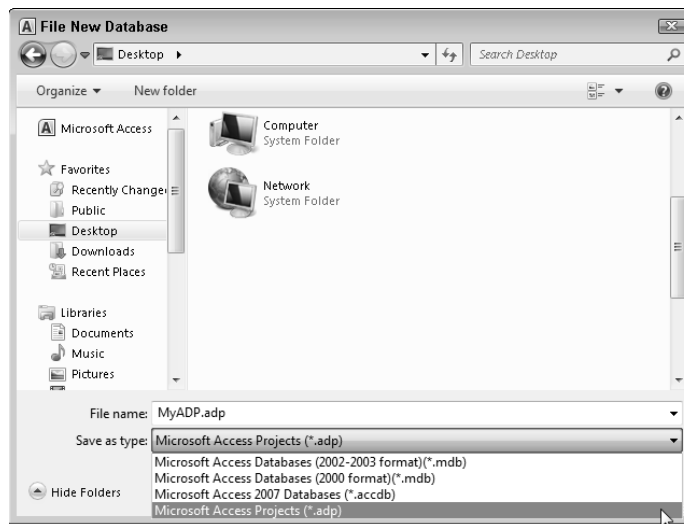 A File New Database
Desktop
Search Desktop
Organize New folder
A Microsoft Access
Computer
System Folder
Favorites
Recently Change
Network
System Folder
Public
Desktop
Downloads
Recent Places
Libraries
Documents
Music
Pictures
File name: MyADP.adp
Save as type: Microsoft Access Projects (*.adp)
Microsoft Access Databases (2002-2003 format)(*.mdb)
Microsoft Access Databases (2000 format)(*.mdb)
Microsoft Access 2007 Databases (*.accdb)
Hide Folders
Microsoft Access Projects (*.adp)